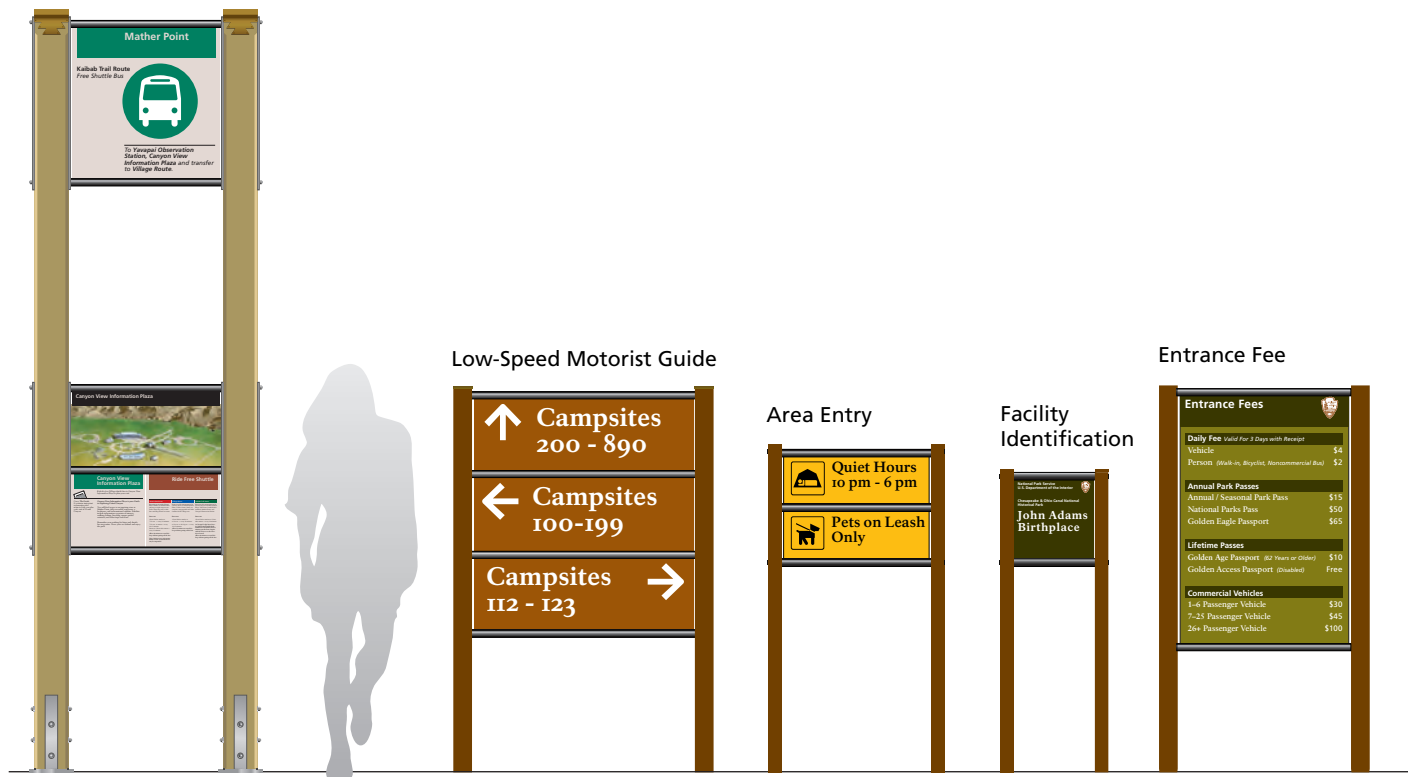 Mather Point
Kaibab Trail Route
Free Shuttle Bus
To Yavapai Observation
Station, Canyon View
Information Plaza and transfer
to Village Route.
Canyon View Information Plaza
Canyon View
Information Plaza
Ride Free Shuttle
Low-Speed Motorist Guide
Campsites
200 - 890
Campsites
100-199
Campsites
112 - 123
Area Entry
Quiet Hours
10 pm - 6 pm
Pets on Leash
Only
Facility
Identification
National Park Service
U.S. Department of the Interior
Chesapeake & Ohio Canal National
Historical Park
John Adams
Birthplace
Entrance Fee
Entrance Fees
Daily Fee Valid For 3 Days with Receipt
Vehicle $4
Person (Walk-in, Bicyclist, Noncommercial Bus) $2
Annual Park Passes
Annual / Seasonal Park Pass $15
National Parks Pass $50
Golden Eagle Passport $65
Lifetime Passes
Golden Age Passport (62 Years or Older) $10
Golden Access Passport (Disabled) Free
Commercial Vehicles
1-6 Passenger Vehicle $30
7-25 Passenger Vehicle $45
26+ Passenger Vehicle $100